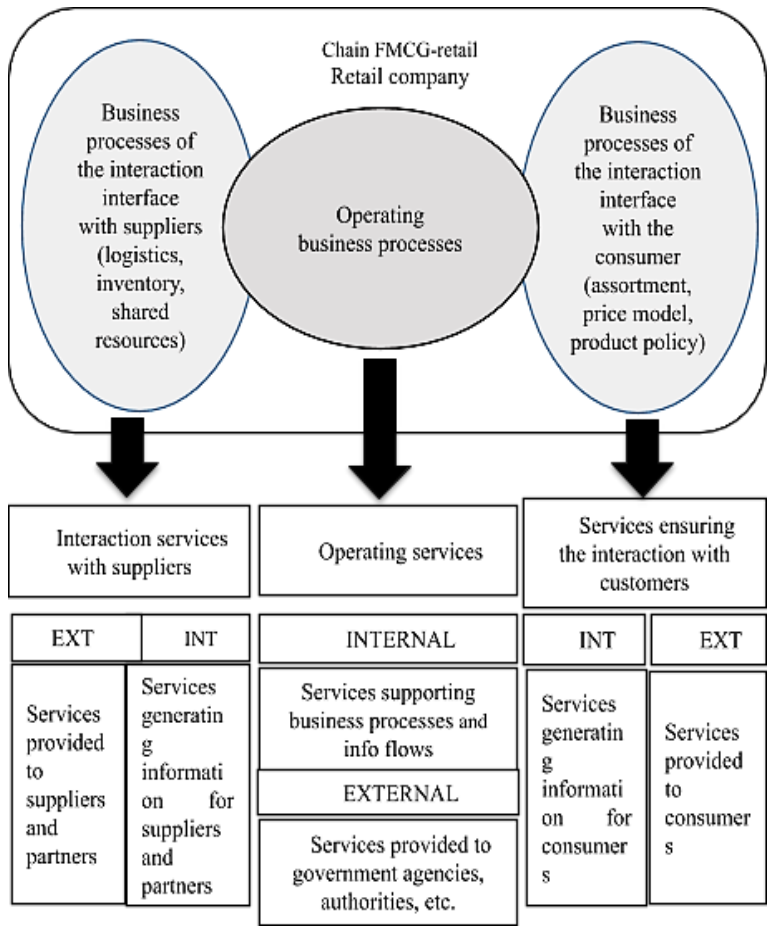 Chain FMCG-retail
Retail company
Business
processes of
the interaction
interface
with suppliers
(logistics,
inventory,
shared
resources)
Operating
business processes
Business
processes of
the interaction
interface
with the
consumer
(assortment,
price model,
product policy)
Interaction services
with suppliers
Operating services
Services ensuring
the interaction with
customers
EXT
INT
INTERNAL
INT
EXT
Services
provided
to
suppliers
and
partners
Services
generatin
g
informati
on for
suppliers
and
partners
Services supporting
business processes and
info flows
EXTERNAL
Services provided to
government agencies,
authorities, etc.
Services
generatin
g
informati
on for
consumer
s
Services
provided
to
consumer
s